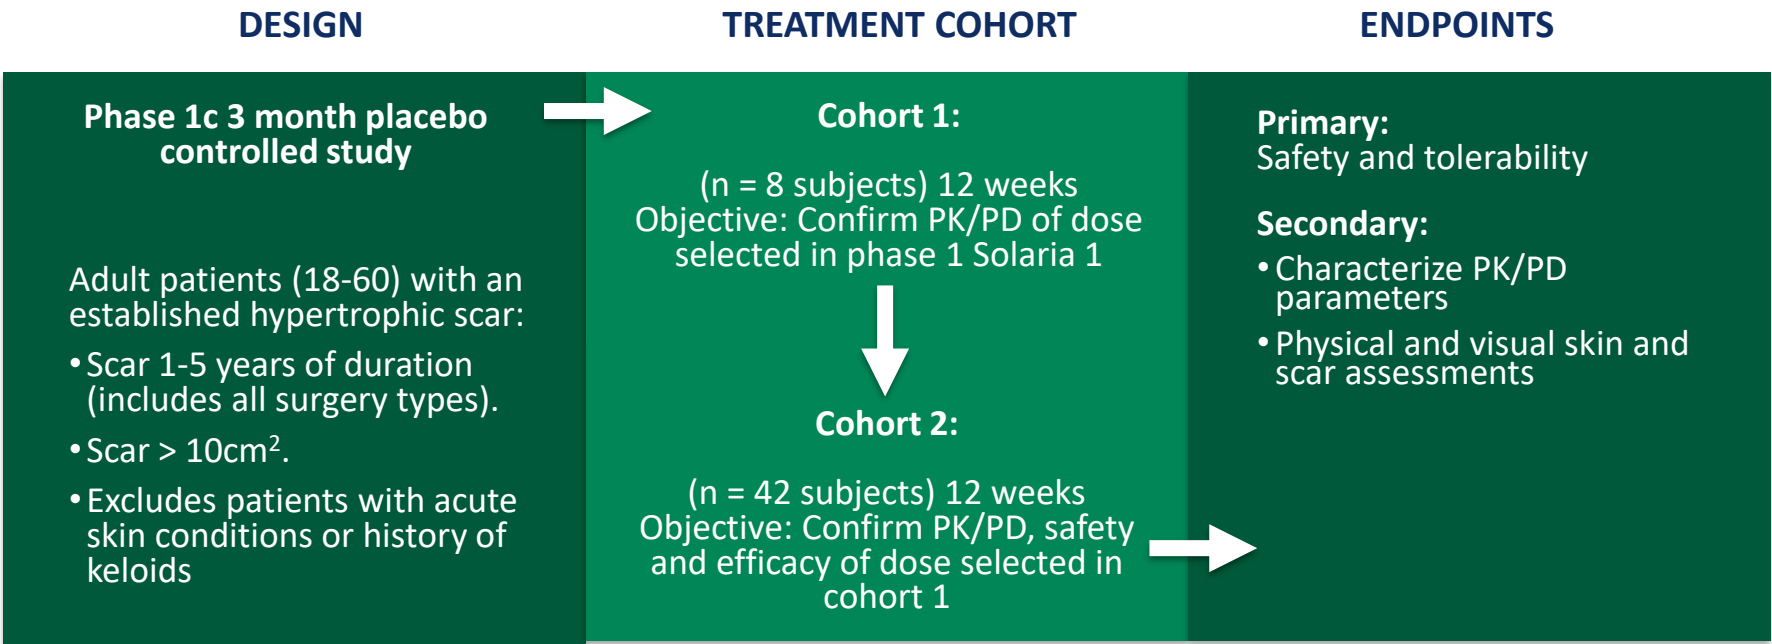 DESIGN
TREATMENT COHORT
ENDPOINTS
Phase 1c 3 month placebo
controlled study
Adult patients (18-60) with an
established hypertrophic scar:
• Scar 1-5 years of duration
(includes all surgery types).
• Scar > 10cm².
• Excludes patients with acute
skin conditions or history of
keloids
Cohort 1:
(n = 8 subjects) 12 weeks
Objective: Confirm PK/PD of dose
selected in phase 1 Solaria 1
Cohort 2:
(n = 42 subjects) 12 weeks
Objective: Confirm PK/PD, safety
and efficacy of dose selected in
cohort 1
Primary:
Safety and tolerability
Secondary:
• Characterize PK/PD
parameters
• Physical and visual skin and
scar assessments